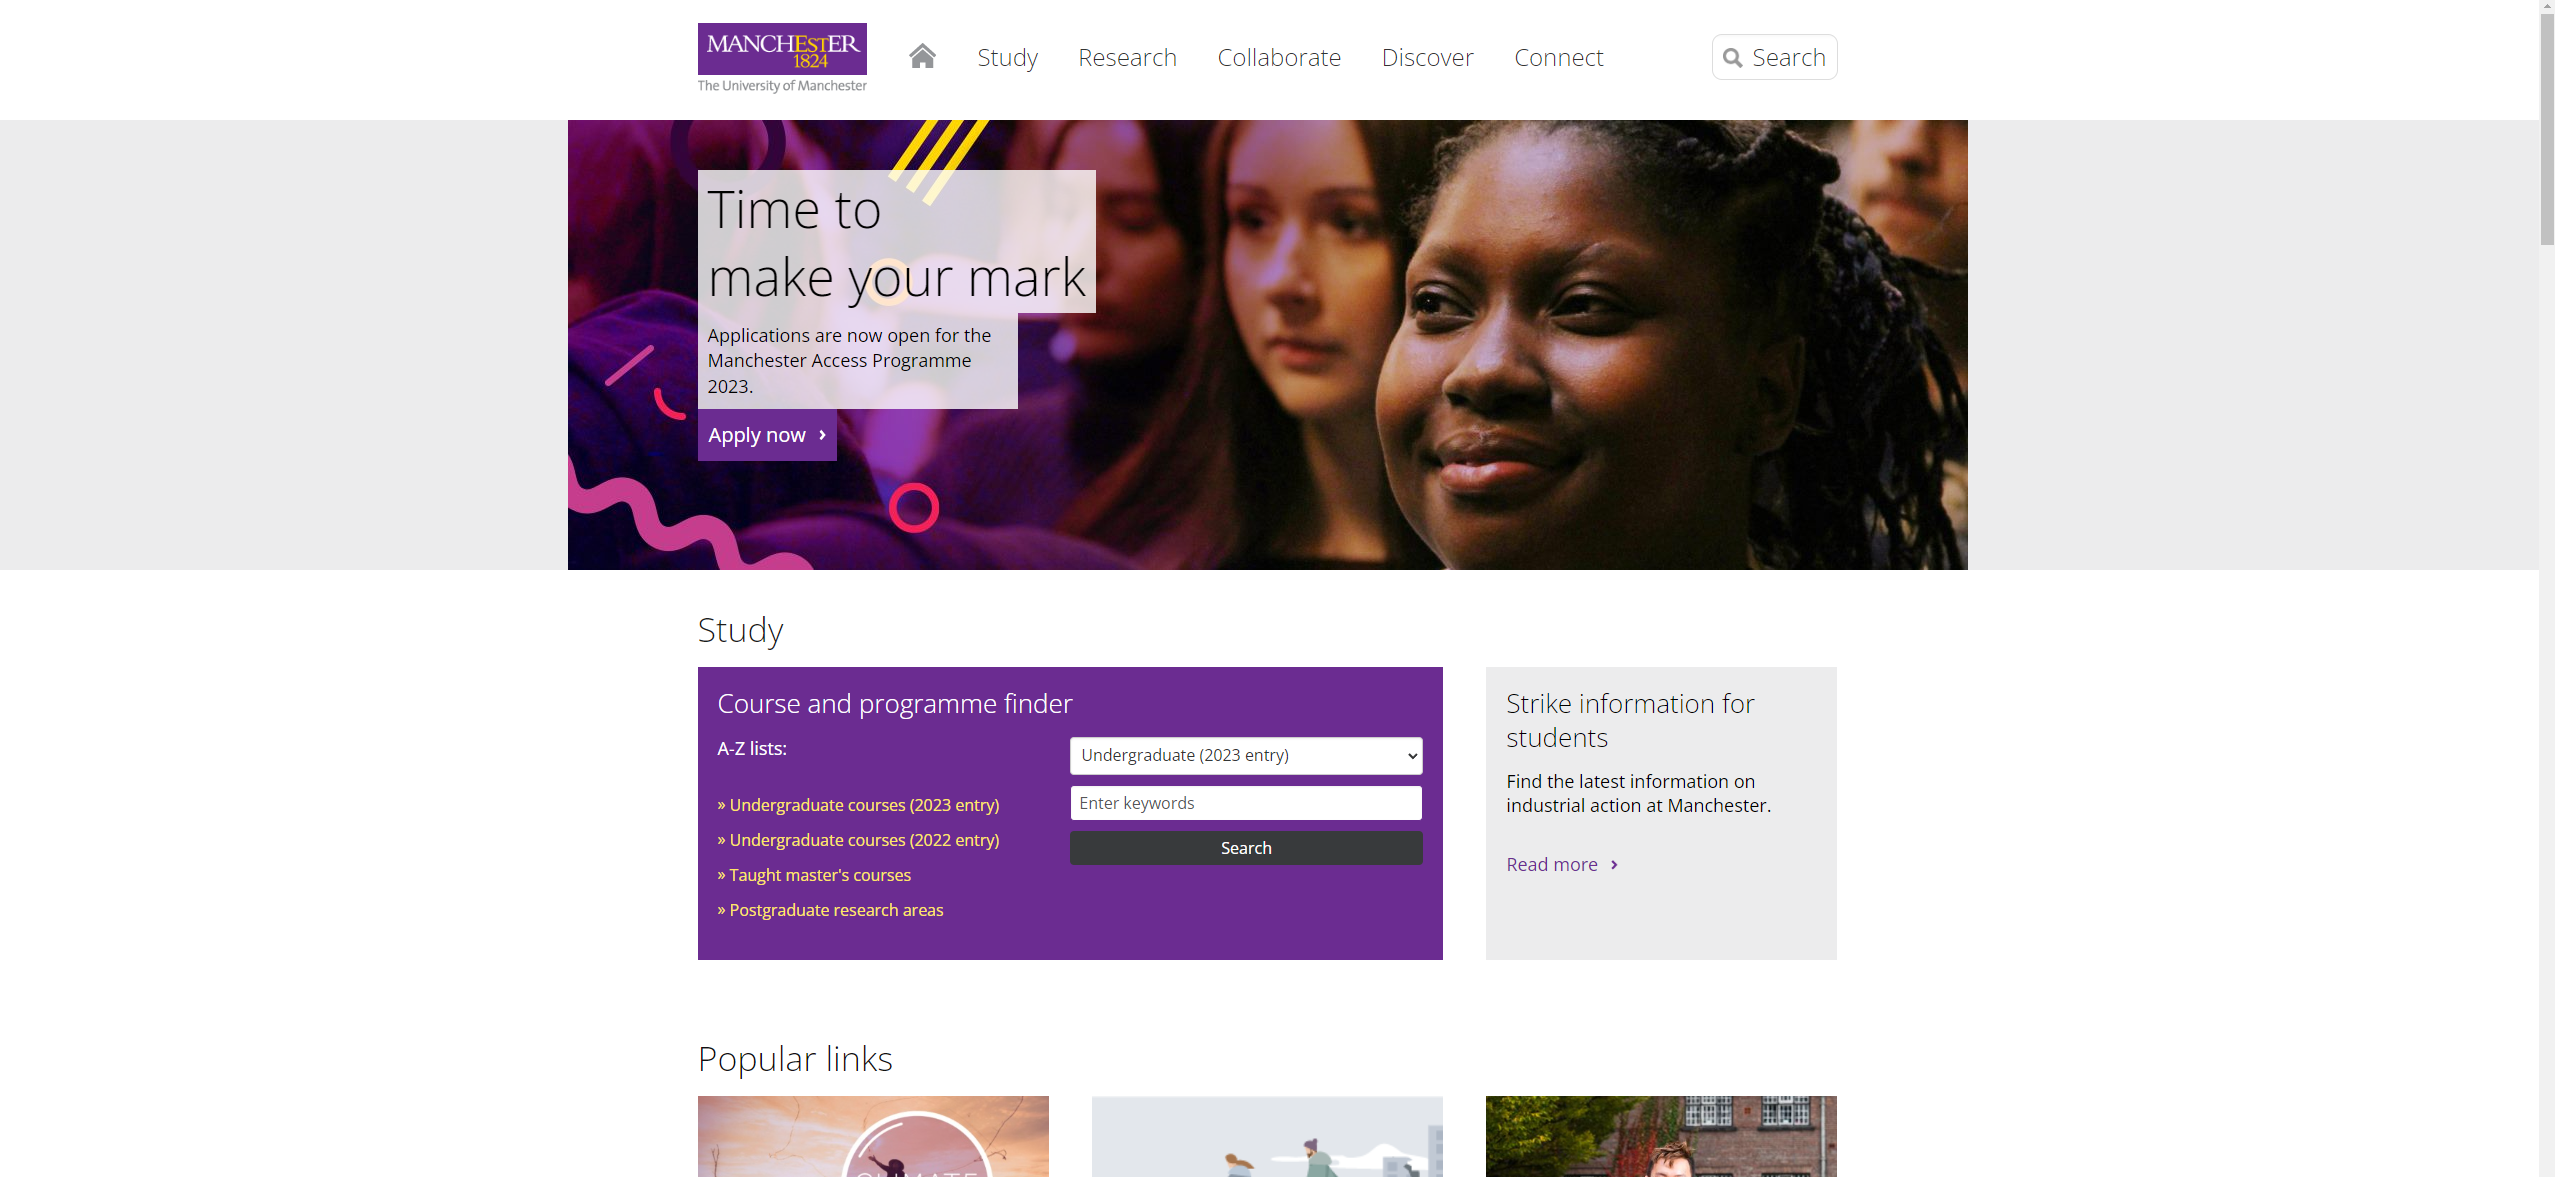 MANCHESTER
1824
The University of Manchester
Study
Research
Collaborate
Discover
Connect
Search
Time to
make your mark
Applications are now open for the
Manchester Access Programme
2023.
Apply now ›
Study
Course and programme finder
A-Z lists:
» Undergraduate courses (2023 entry)
» Undergraduate courses (2022 entry)
» Taught master's courses
» Postgraduate research areas
Undergraduate (2023 entry)
Enter keywords
Search
Strike information for
students
Find the latest information on
industrial action at Manchester.
Read more ›
Popular links